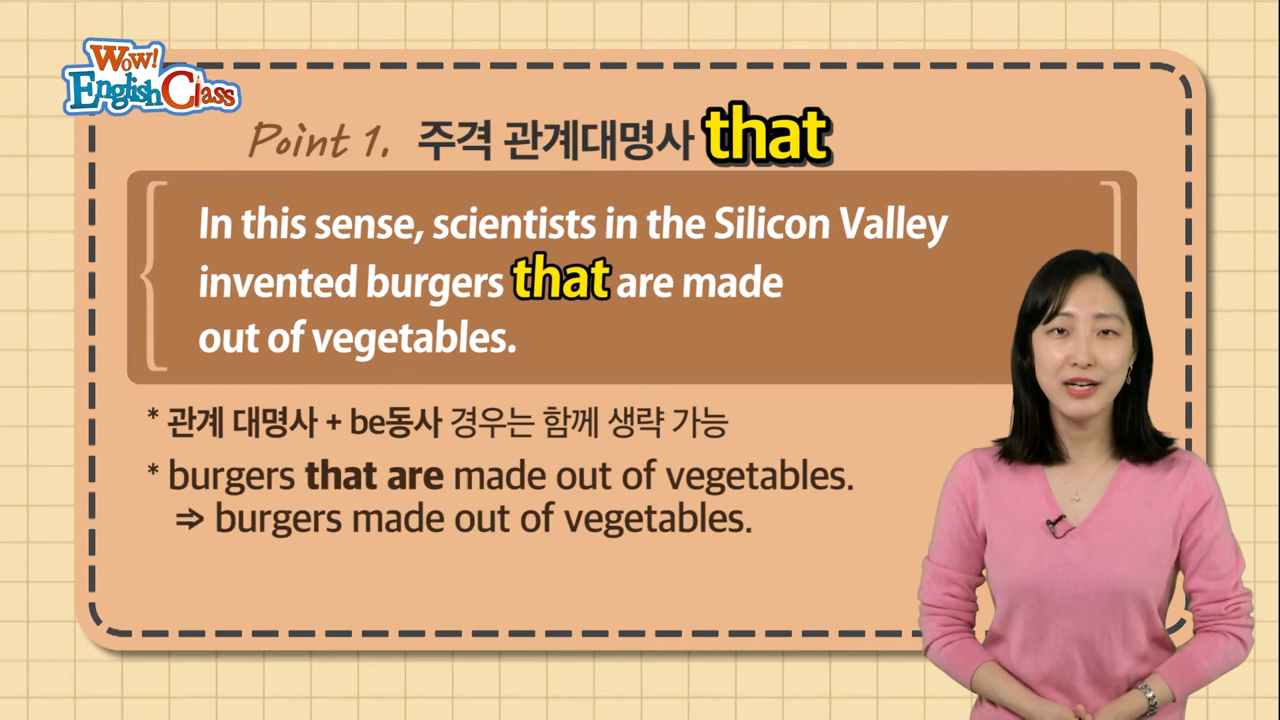 Wow!
English Class
Point 1. 주격 관계대명사 that
In this sense, scientists in the Silicon Valley
invented burgers that are made
out of vegetables.
* 관계 대명사 + be동사 경우는 함께 생략 가능
* burgers that are made out of vegetables.
⇒ burgers made out of vegetables.